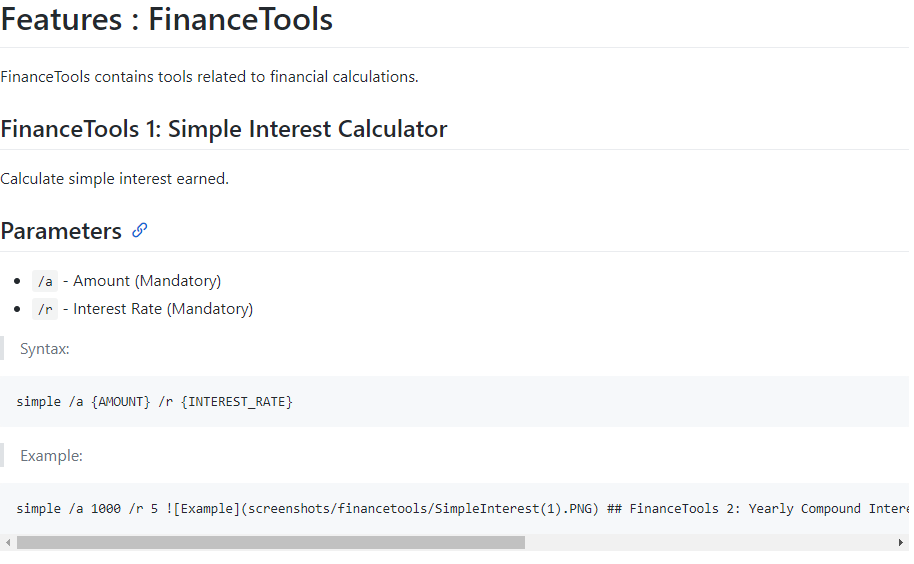 Features : FinanceTools
FinanceTools contains tools related to financial calculations.
FinanceTools 1: Simple Interest Calculator
Calculate simple interest earned.
Parameters
/a - Amount (Mandatory)
/r - Interest Rate (Mandatory)
Syntax:
simple /a {AMOUNT} /r {INTEREST_RATE}
Example:
simple /a 1000 /r 5 ![Example](screenshots/financetools/SimpleInterest(1).PNG) ## FinanceTools 2: Yearly Compound